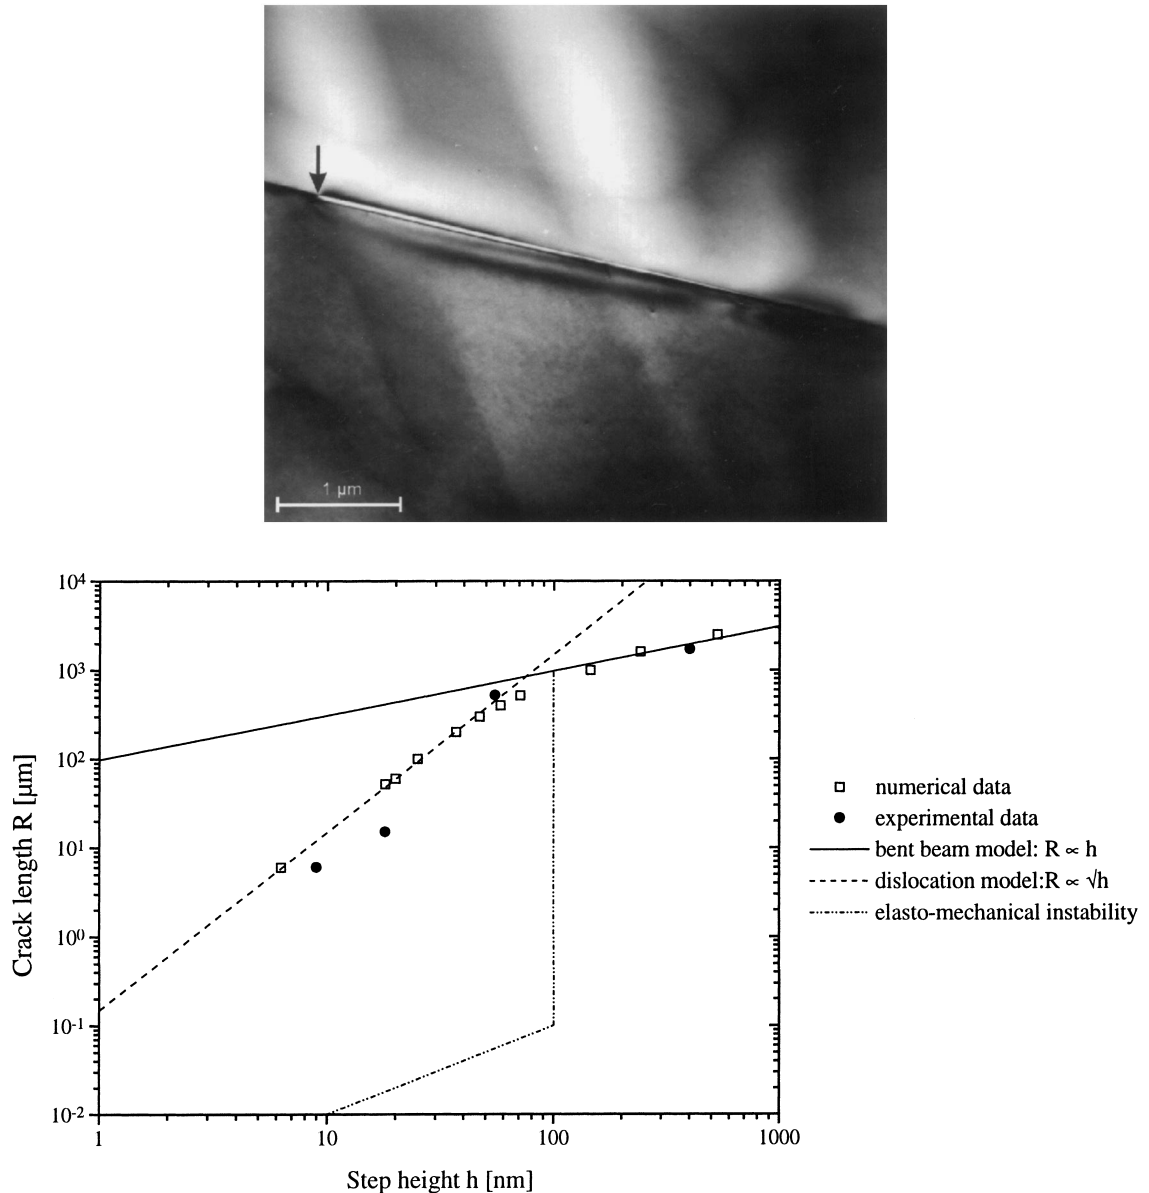 1 µm
10⁴
10³
10²
10¹
10⁰
10⁻¹
10⁻²
Crack length R [µm]
1
10
100
1000
Step height h [nm]
numerical data
experimental data
bent beam model: R ∝ h
dislocation model:R ∝ √h
elasto-mechanical instability